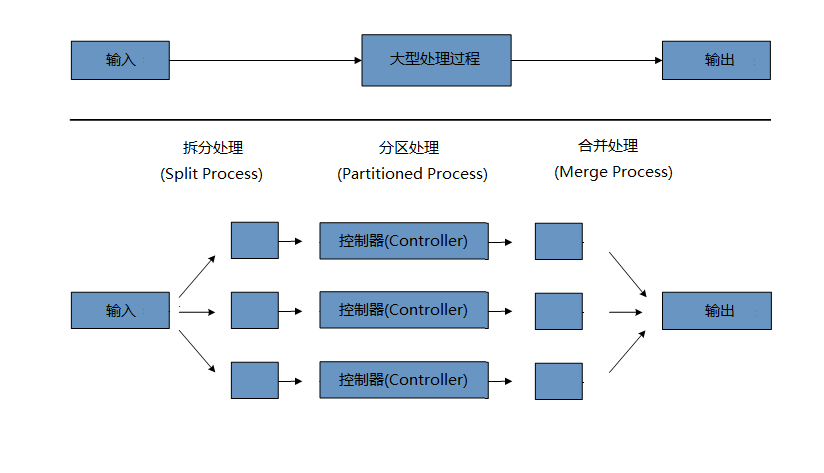 输入
大型处理过程
输出
拆分处理
(Split Process)
分区处理
(Partitioned Process)
合并处理
(Merge Process)
控制器(Controller)
输入
控制器(Controller)
输出
控制器(Controller)